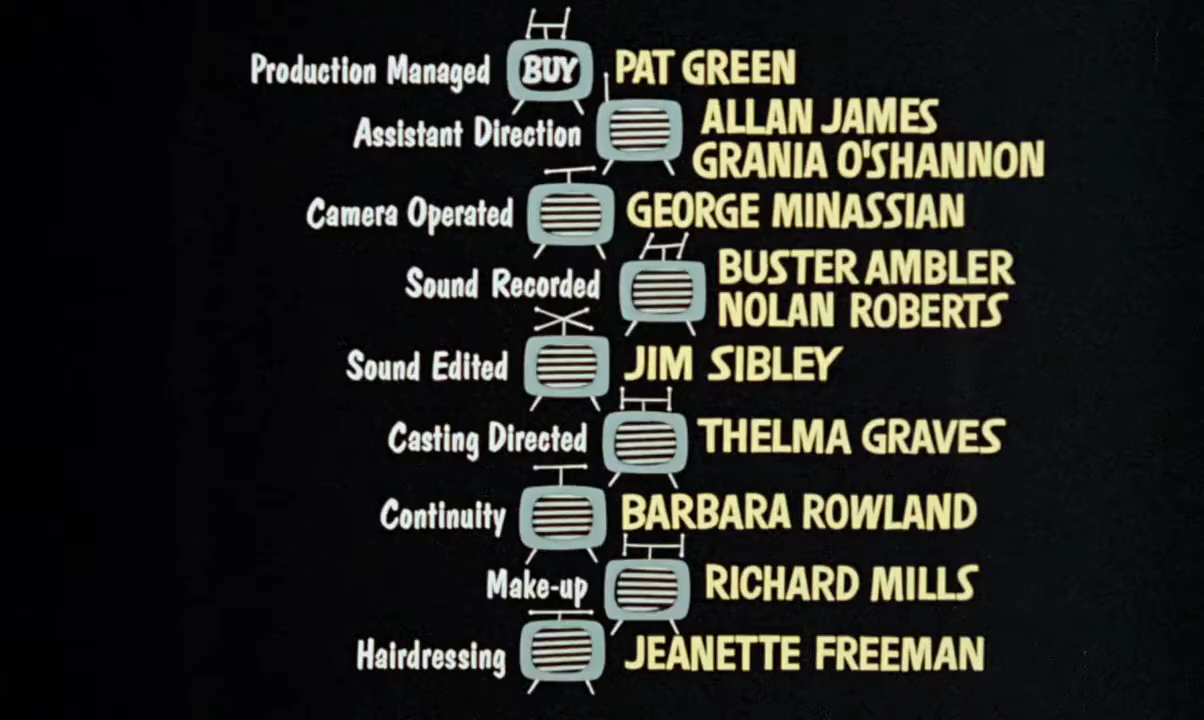 Production Managed BUY PAT GREEN
Assistant Direction ALLAN JAMES
GRANIA O'SHANNON
Camera Operated GEORGE MINASSIAN
Sound Recorded BUSTER AMBLER
NOLAN ROBERTS
Sound Edited JIM SIBLEY
Casting Directed THELMA GRAVES
Continuity BARBARA ROWLAND
Make-up RICHARD MILLS
Hairdressing JEANETTE FREEMAN